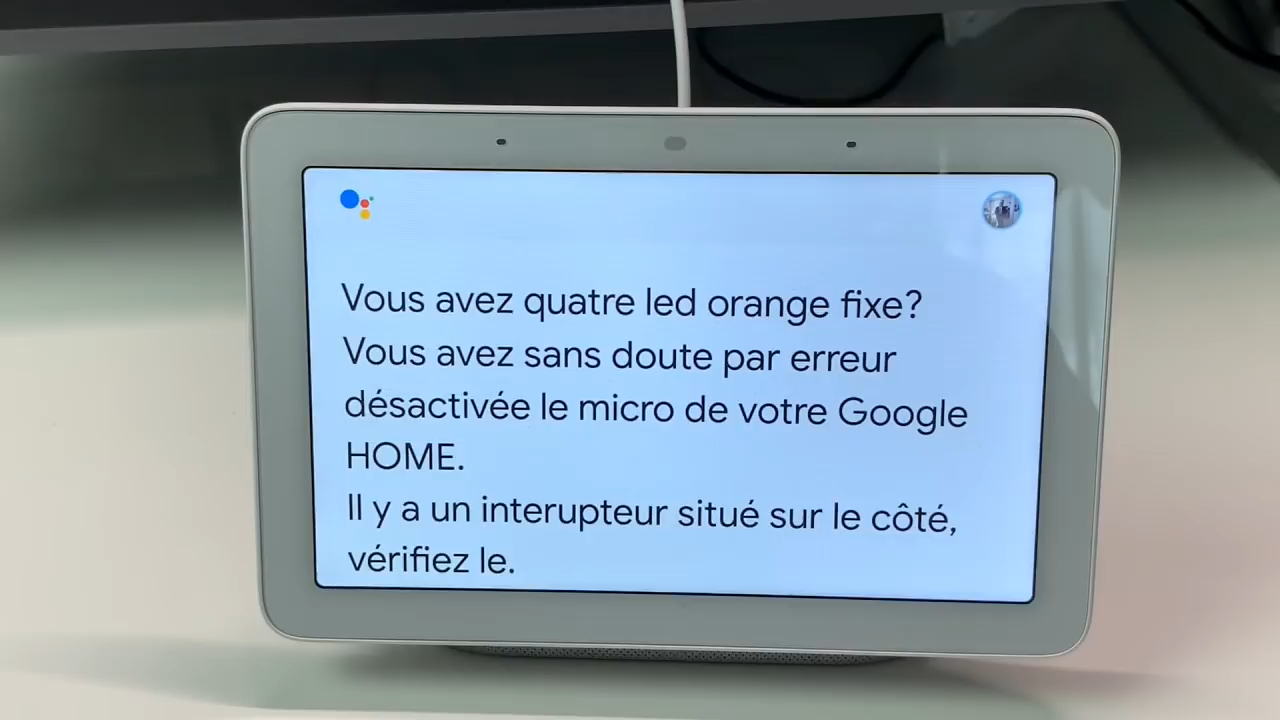 Vous avez quatre led orange fixe?
Vous avez sans doute par erreur
désactivée le micro de votre Google
HOME.
Il y a un interupteur situé sur le côté,
vérifiez le.